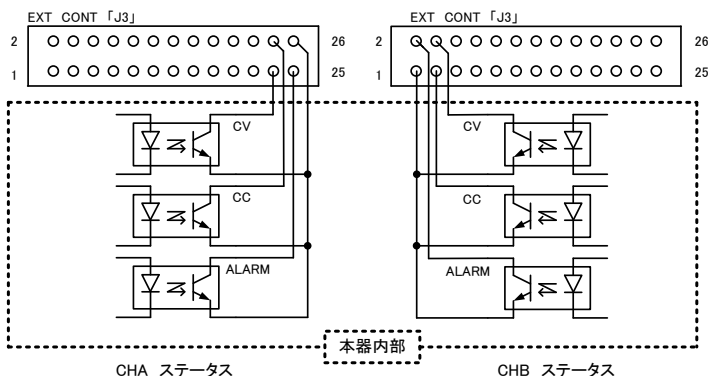 EXT CONT 「J3」
2 26
1 25
CV
CC
ALARM
EXT CONT 「J3」
2 26
1 25
CV
CC
ALARM
本器内部
CHA ステータス
CHB ステータス